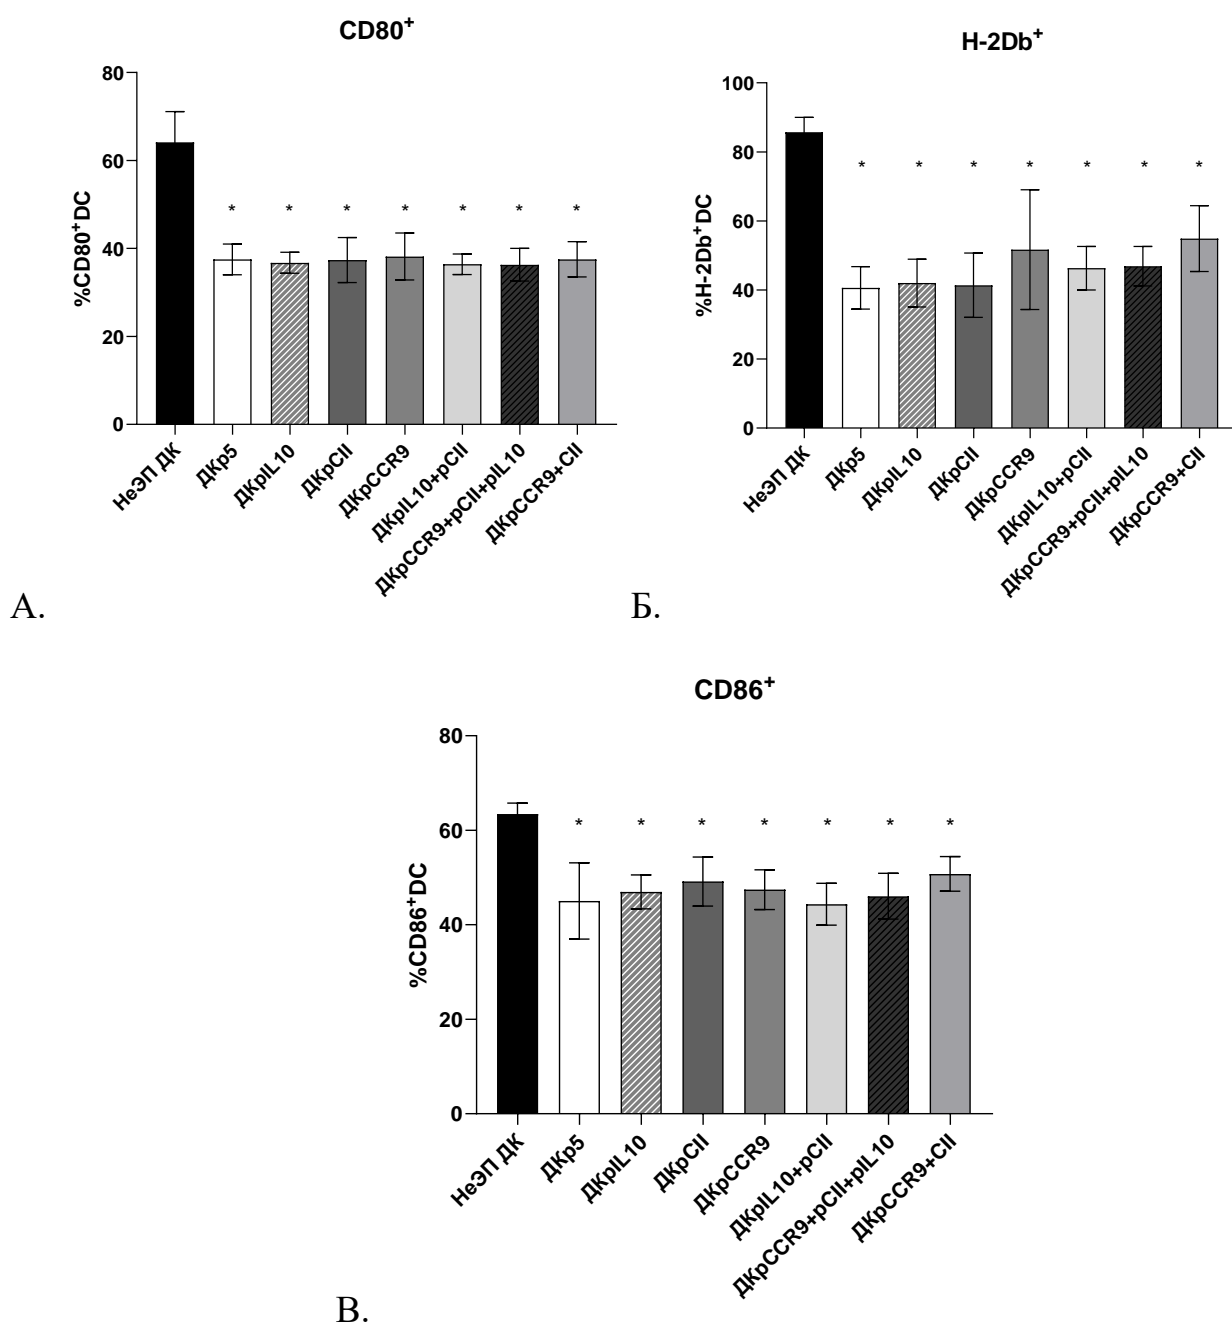 CD80⁺
%CD80⁺DC
80
60
40
20
0
* * * * * * *
НеЭП ДК
ДКp5
ДКpIL10
ДКpCII
ДКpCCR9
ДКpIL10+pCII
ДКpCCR9+pCII+pIL10
ДКpCCR9+CII
А.
H-2Db⁺
%H-2Db⁺DC
100
80
60
40
20
0
* * * * * * *
НеЭП ДК
ДКp5
ДКpIL10
ДКpCII
ДКpCCR9
ДКpIL10+pCII
ДКpCCR9+pCII+pIL10
ДКpCCR9+CII
Б.
CD86⁺
%CD86⁺DC
80
60
40
20
0
* * * * * * *
НеЭП ДК
ДКp5
ДКpIL10
ДКpCII
ДКpCCR9
ДКpIL10+pCII
ДКpCCR9+pCII+pIL10
ДКpCCR9+CII
В.